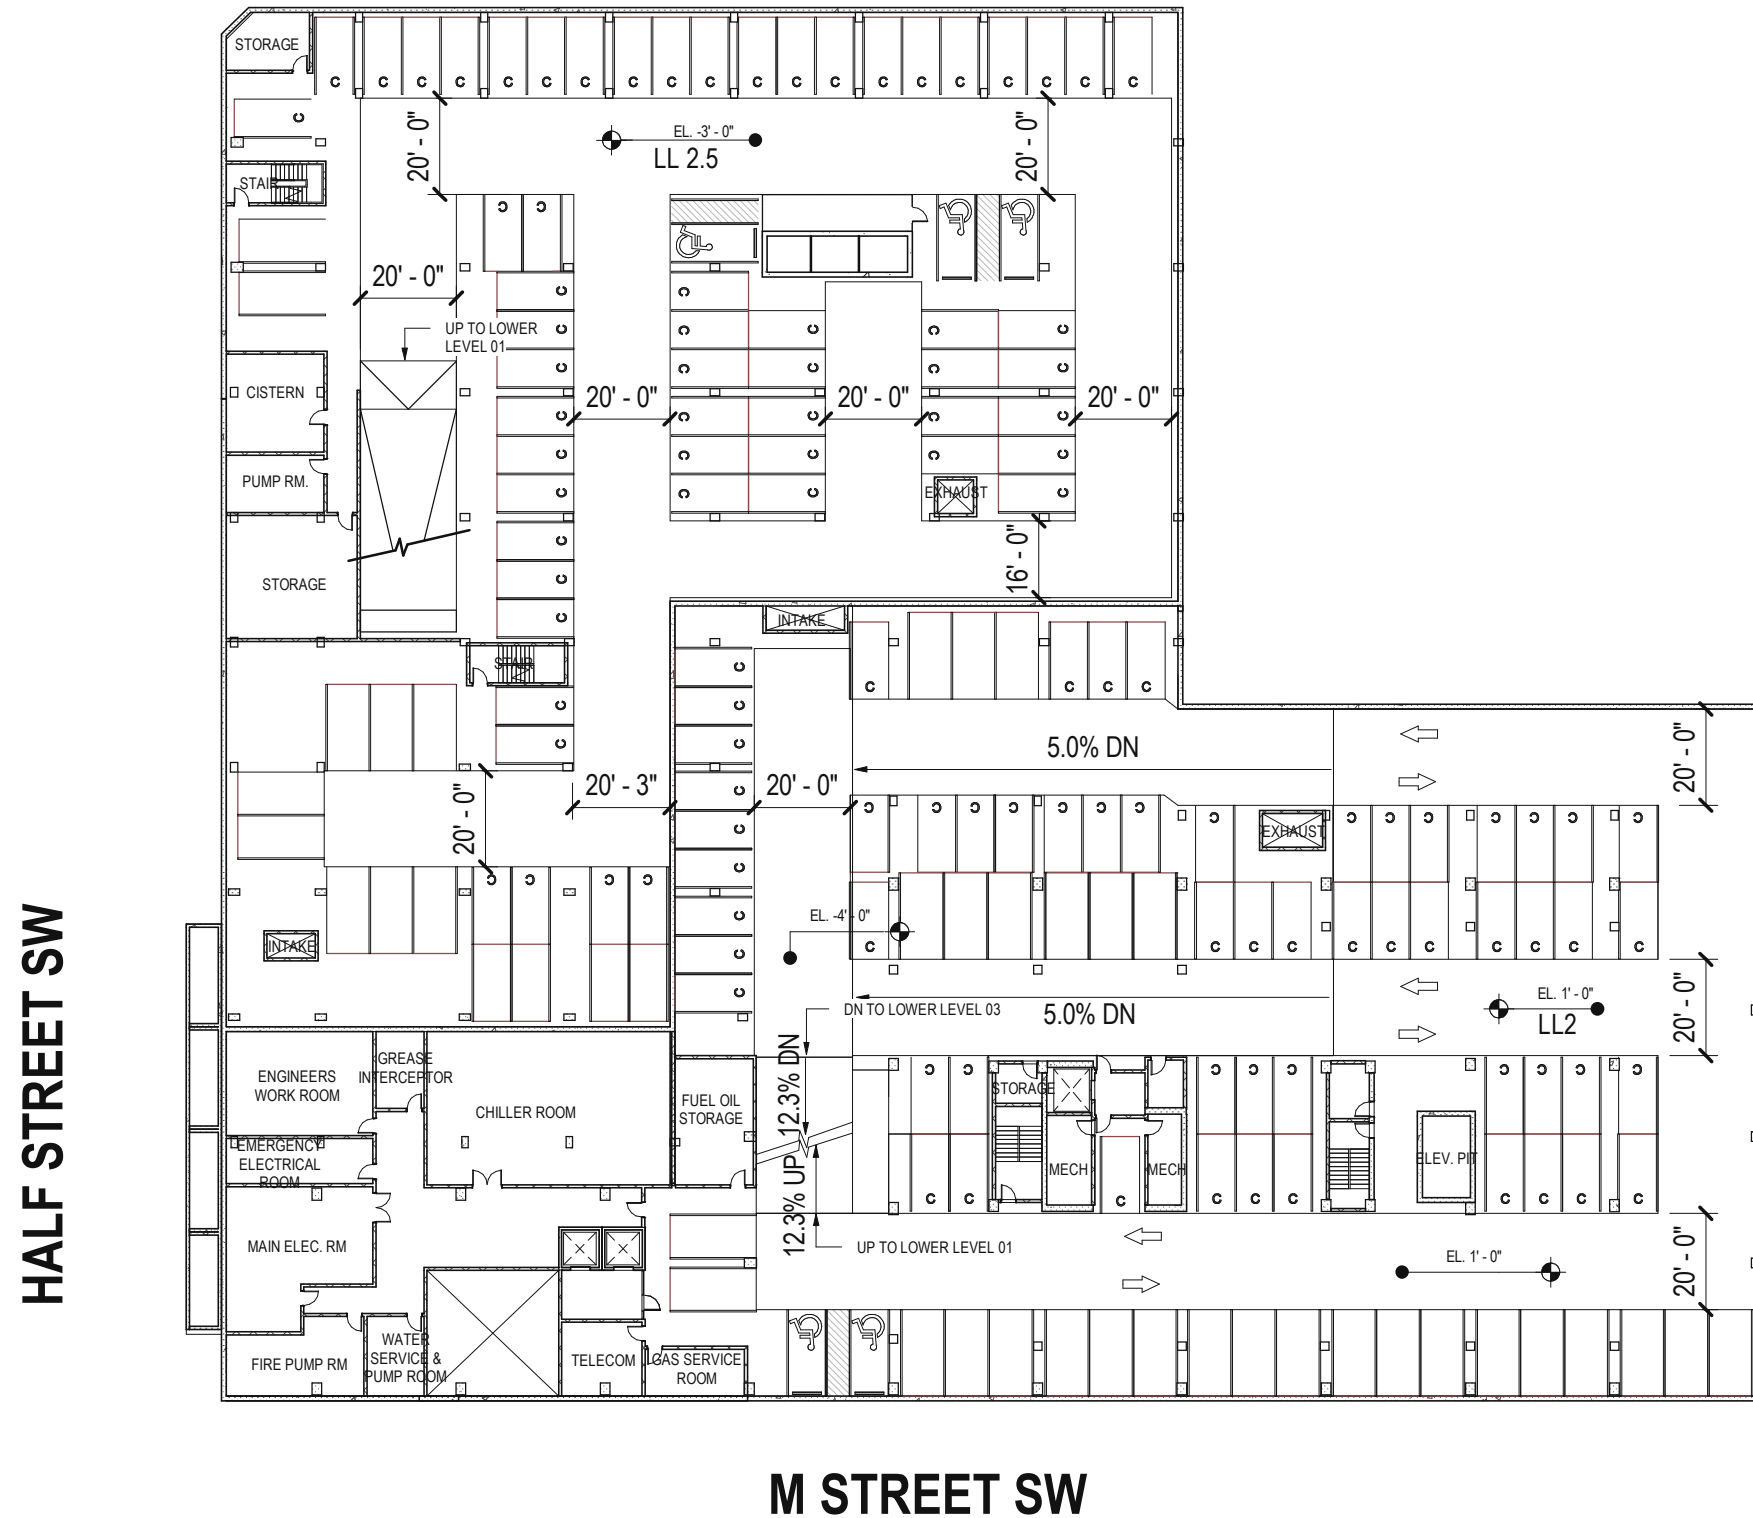 STORAGE
C C C C C C C C C C C C C C C C C C C C
C
20' - 0"
EL. -3' - 0"
LL 2.5
20' - 0"
STAIR
C C
20' - 0"
UP TO LOWER
LEVEL 01
C
C
C C C C C
C C C C C
CISTERN
20' - 0"
20' - 0"
20' - 0"
C C C C C
C C C C
PUMP RM.
C C C C
EXHAUST
C
C
16' - 0"
STORAGE
C
C
INTAKE
STAIR
C
C C C C
C
C
C
C
5.0% DN
20' - 0"
20' - 3"
20' - 0"
20' - 0"
C
C C C C C C C
C
EXHAUST
C C C C C C C
C
C
C C C C
EL. -4' - 0"
C
C
C C C C C C C C C C
INTAKE
C
C
5.0% DN
DN TO LOWER LEVEL 03
EL. 1' - 0"
LL2
20' - 0"
12.3% DN
GREASE
INTERCEPTOR
ENGINEERS
WORK ROOM
CHILLER ROOM
FUEL OIL
STORAGE
STORAGE
C C C C C C C C C
EMERGENCY
ELECTRICAL
ROOM
12.3% UP
MECH
MECH
ELEV. PIT
C C C C C C C C C C
MAIN ELEC. RM
UP TO LOWER LEVEL 01
EL. 1' - 0"
20' - 0"
FIRE PUMP RM
WATER
SERVICE &
PUMP ROOM
TELECOM
GAS SERVICE
ROOM
HALF STREET SW
M STREET SW